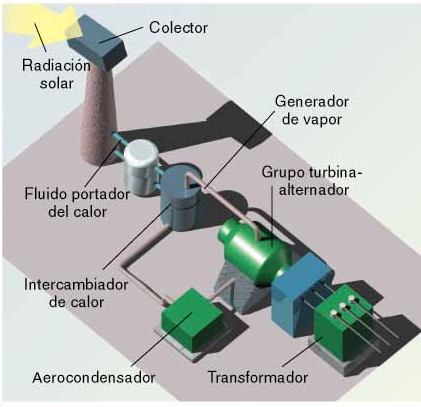 Colector
Radiación
solar
Generador
de vapor
Grupo turbina-
alternador
Fluido portador
del calor
Intercambiador
de calor
Aerocondensador
Transformador